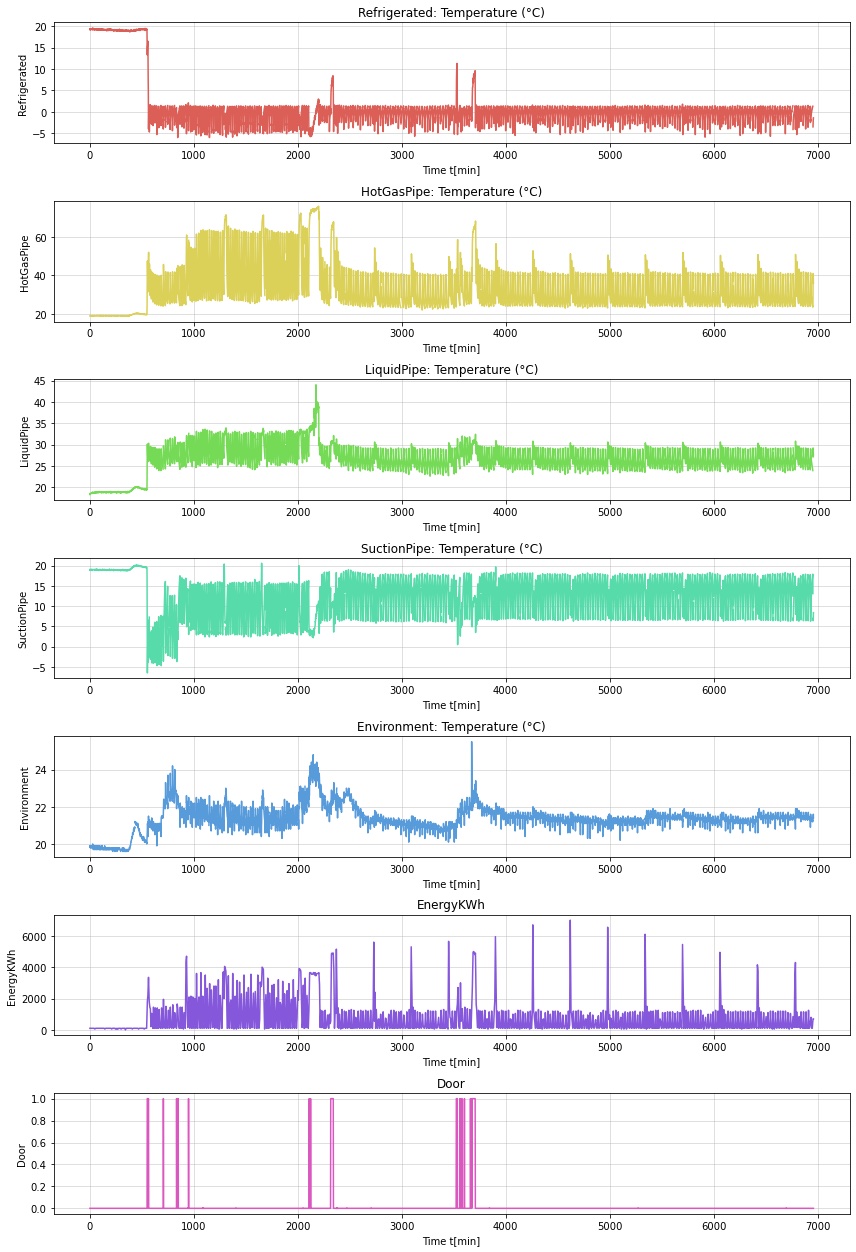 Refrigerated: Temperature (°C)
20
15
10
5
0
−5
Refrigerated
0 1000 2000 3000 4000 5000 6000 7000
Time t[min]
HotGasPipe: Temperature (°C)
60
40
20
HotGasPipe
0 1000 2000 3000 4000 5000 6000 7000
Time t[min]
LiquidPipe: Temperature (°C)
45
40
35
30
25
20
LiquidPipe
0 1000 2000 3000 4000 5000 6000 7000
Time t[min]
SuctionPipe: Temperature (°C)
20
15
10
5
0
−5
SuctionPipe
0 1000 2000 3000 4000 5000 6000 7000
Time t[min]
Environment: Temperature (°C)
24
22
20
Environment
0 1000 2000 3000 4000 5000 6000 7000
Time t[min]
EnergyKWh
6000
4000
2000
0
EnergyKWh
0 1000 2000 3000 4000 5000 6000 7000
Time t[min]
Door
1.0
0.8
0.6
0.4
0.2
0.0
Door
0 1000 2000 3000 4000 5000 6000 7000
Time t[min]